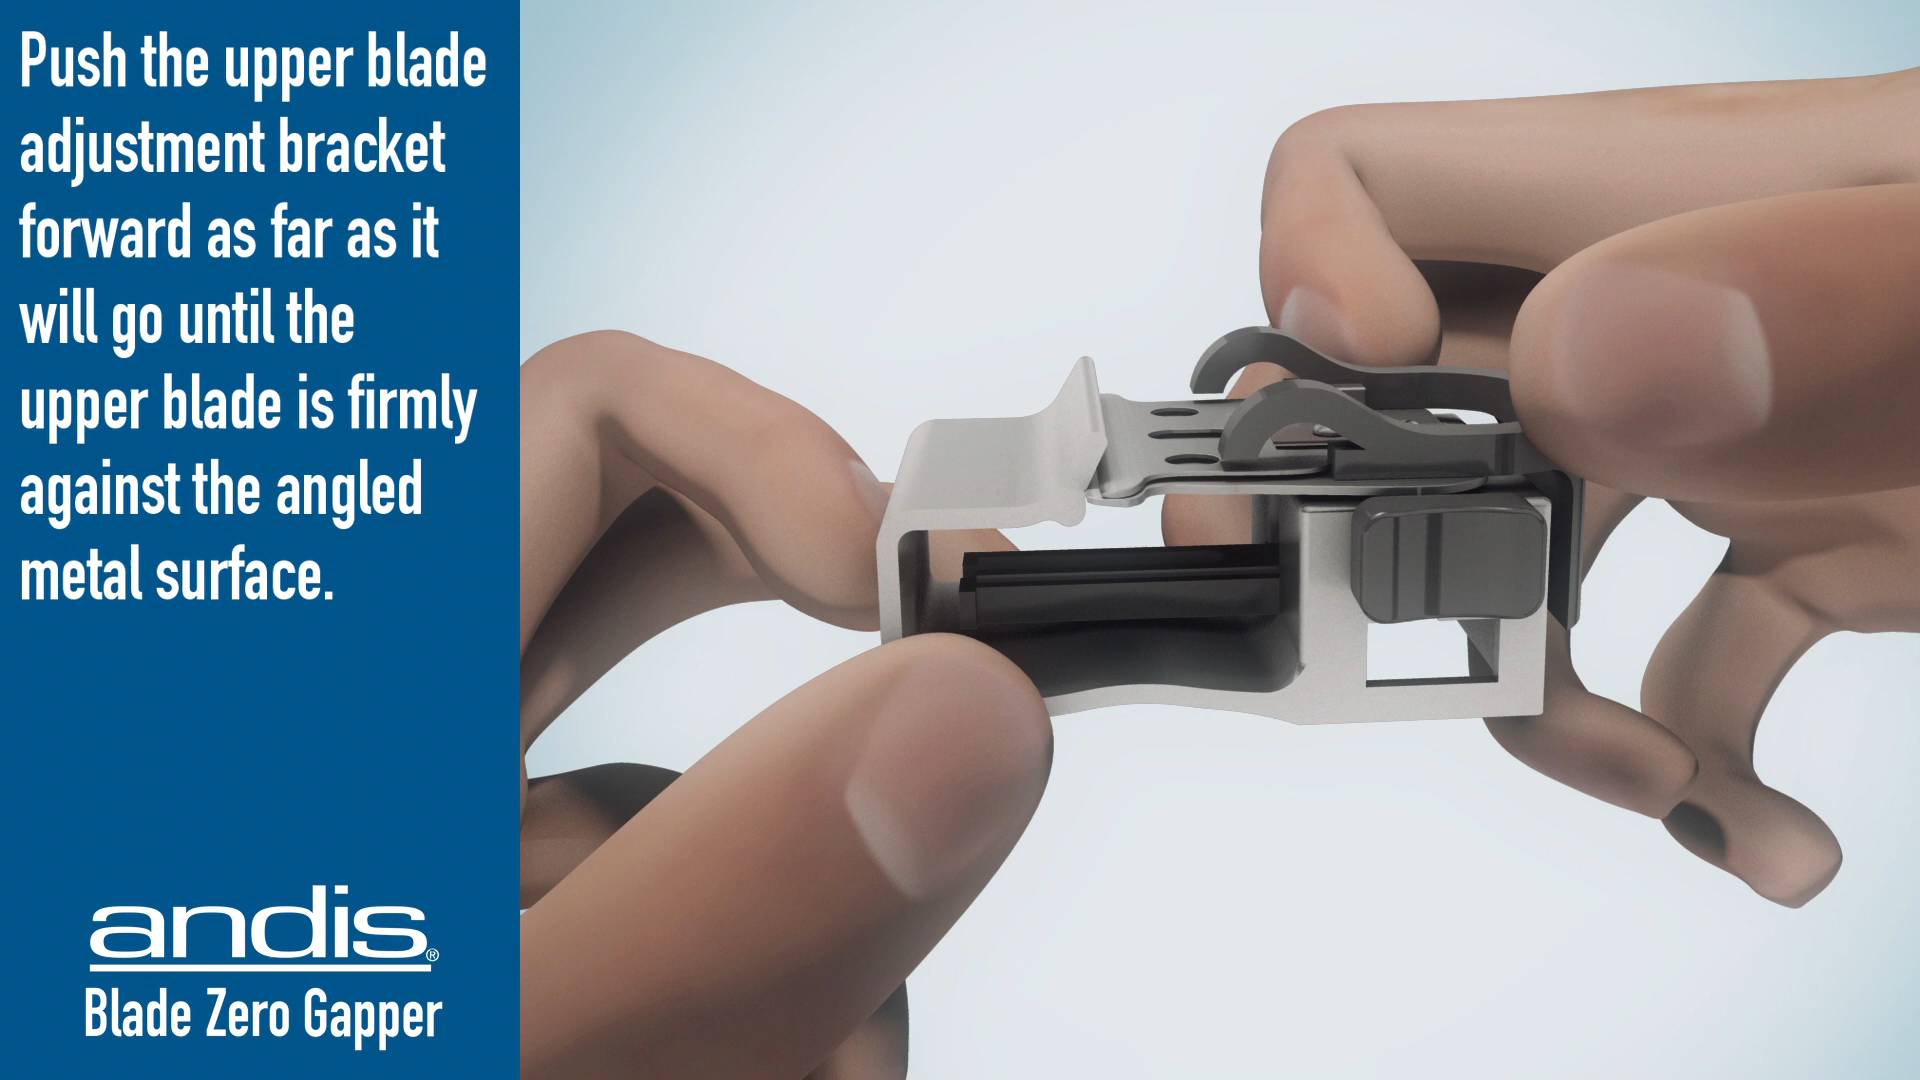 Push the upper blade
adjustment bracket
forward as far as it
will go until the
upper blade is firmly
against the angled
metal surface.
andis®
Blade Zero Gapper